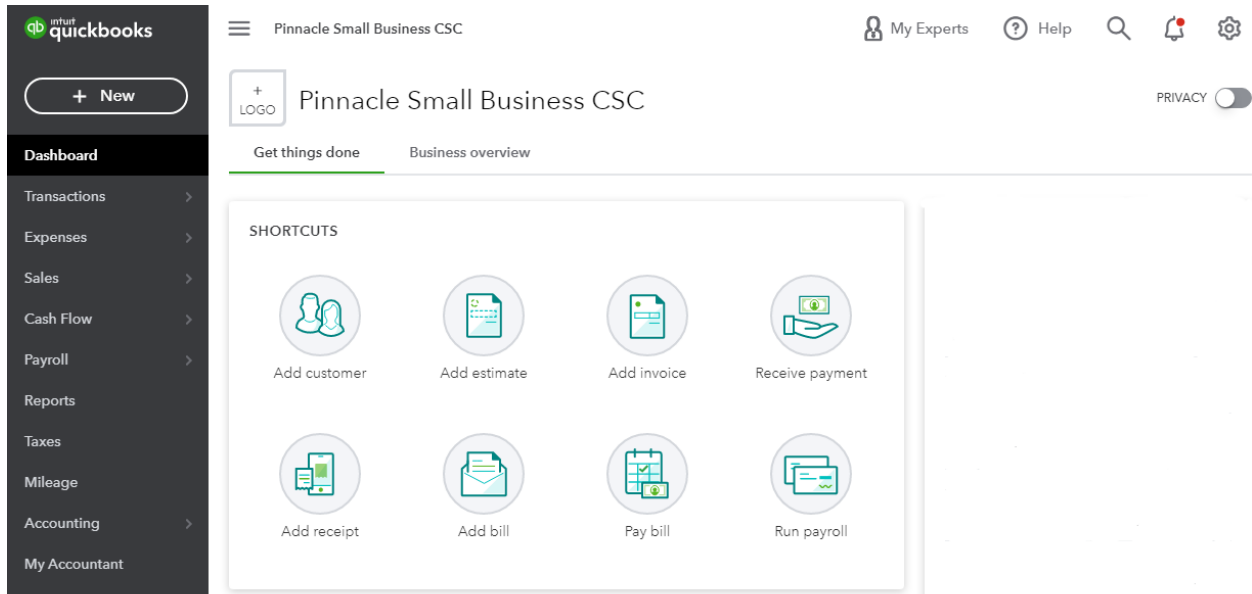 intuit
quickbooks
Pinnacle Small Business CSC
My Experts
Help
+ New
+
LOGO
Pinnacle Small Business CSC
PRIVACY
Get things done
Business overview
Dashboard
Transactions
Expenses
Sales
Cash Flow
Payroll
Reports
Taxes
Mileage
Accounting
My Accountant
SHORTCUTS
Add customer
Add estimate
Add invoice
Receive payment
Add receipt
Add bill
Pay bill
Run payroll